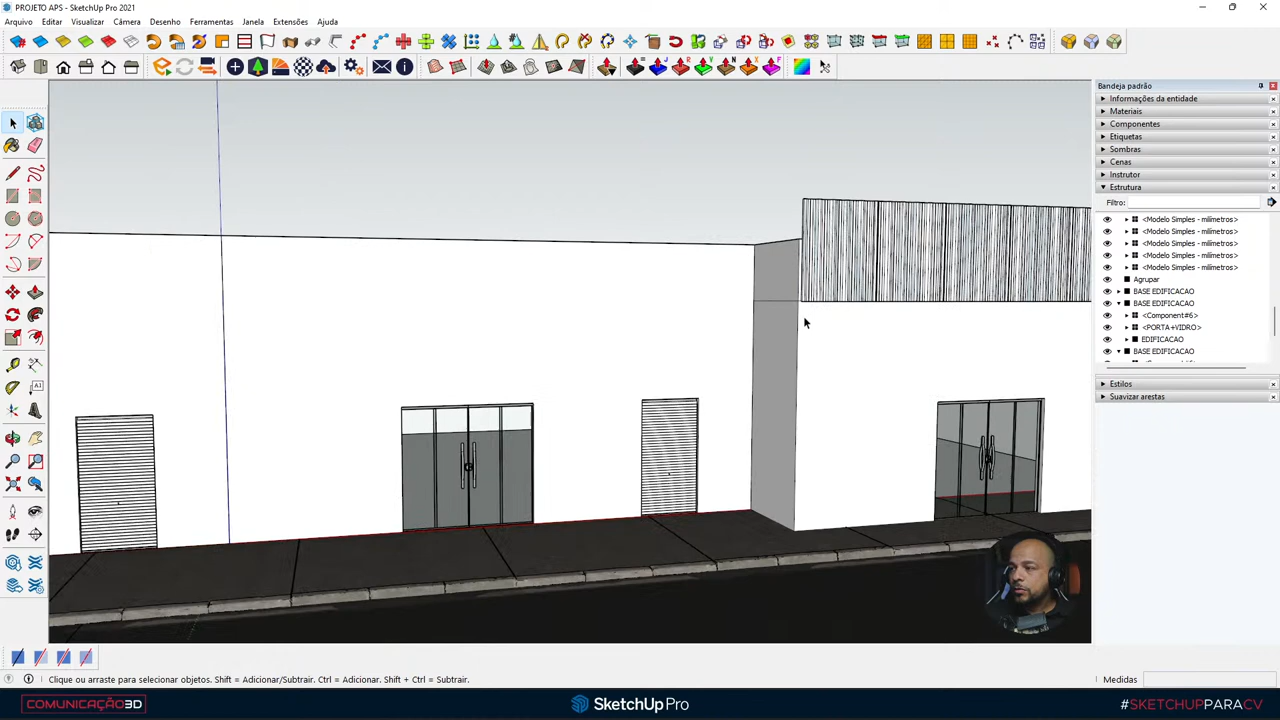 PROJETO APS - SketchUp Pro 2021
Arquivo Editar Visualizar Câmera Desenho Ferramentas Janela Extensões Ajuda
Bandeja padrão
Informações da entidade
Materiais
Componentes
Etiquetas
Sombras
Cenas
Instrutor
Estrutura
Filtro:
<Modelo Simples - milímetros>
<Modelo Simples - milímetros>
<Modelo Simples - milímetros>
<Modelo Simples - milímetros>
<Modelo Simples - milímetros>
Agrupar
BASE EDIFICACAO
BASE EDIFICACAO
<Component#6>
<PORTA+VIDRO>
EDIFICACAO
BASE EDIFICACAO
Estilos
Suavizar arestas
Clique ou arraste para selecionar objetos. Shift = Adicionar/Subtrair. Ctrl = Adicionar. Shift + Ctrl = Subtrair.
Medidas
COMUNICAÇÃO3D
SketchUp Pro
#SKETCHUPPARACV